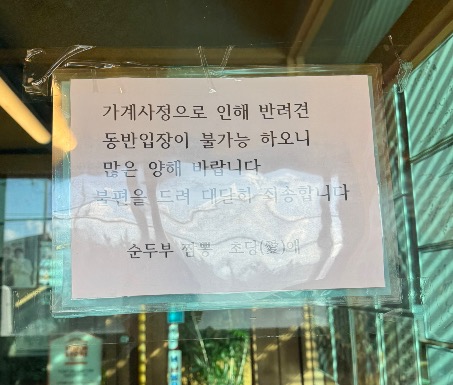 가계사정으로 인해 반려견
동반입장이 불가능 하오니
많은 양해 바랍니다
불편을 드려 대단히 죄송합니다
순두부 짬뽕 초당(愛)애